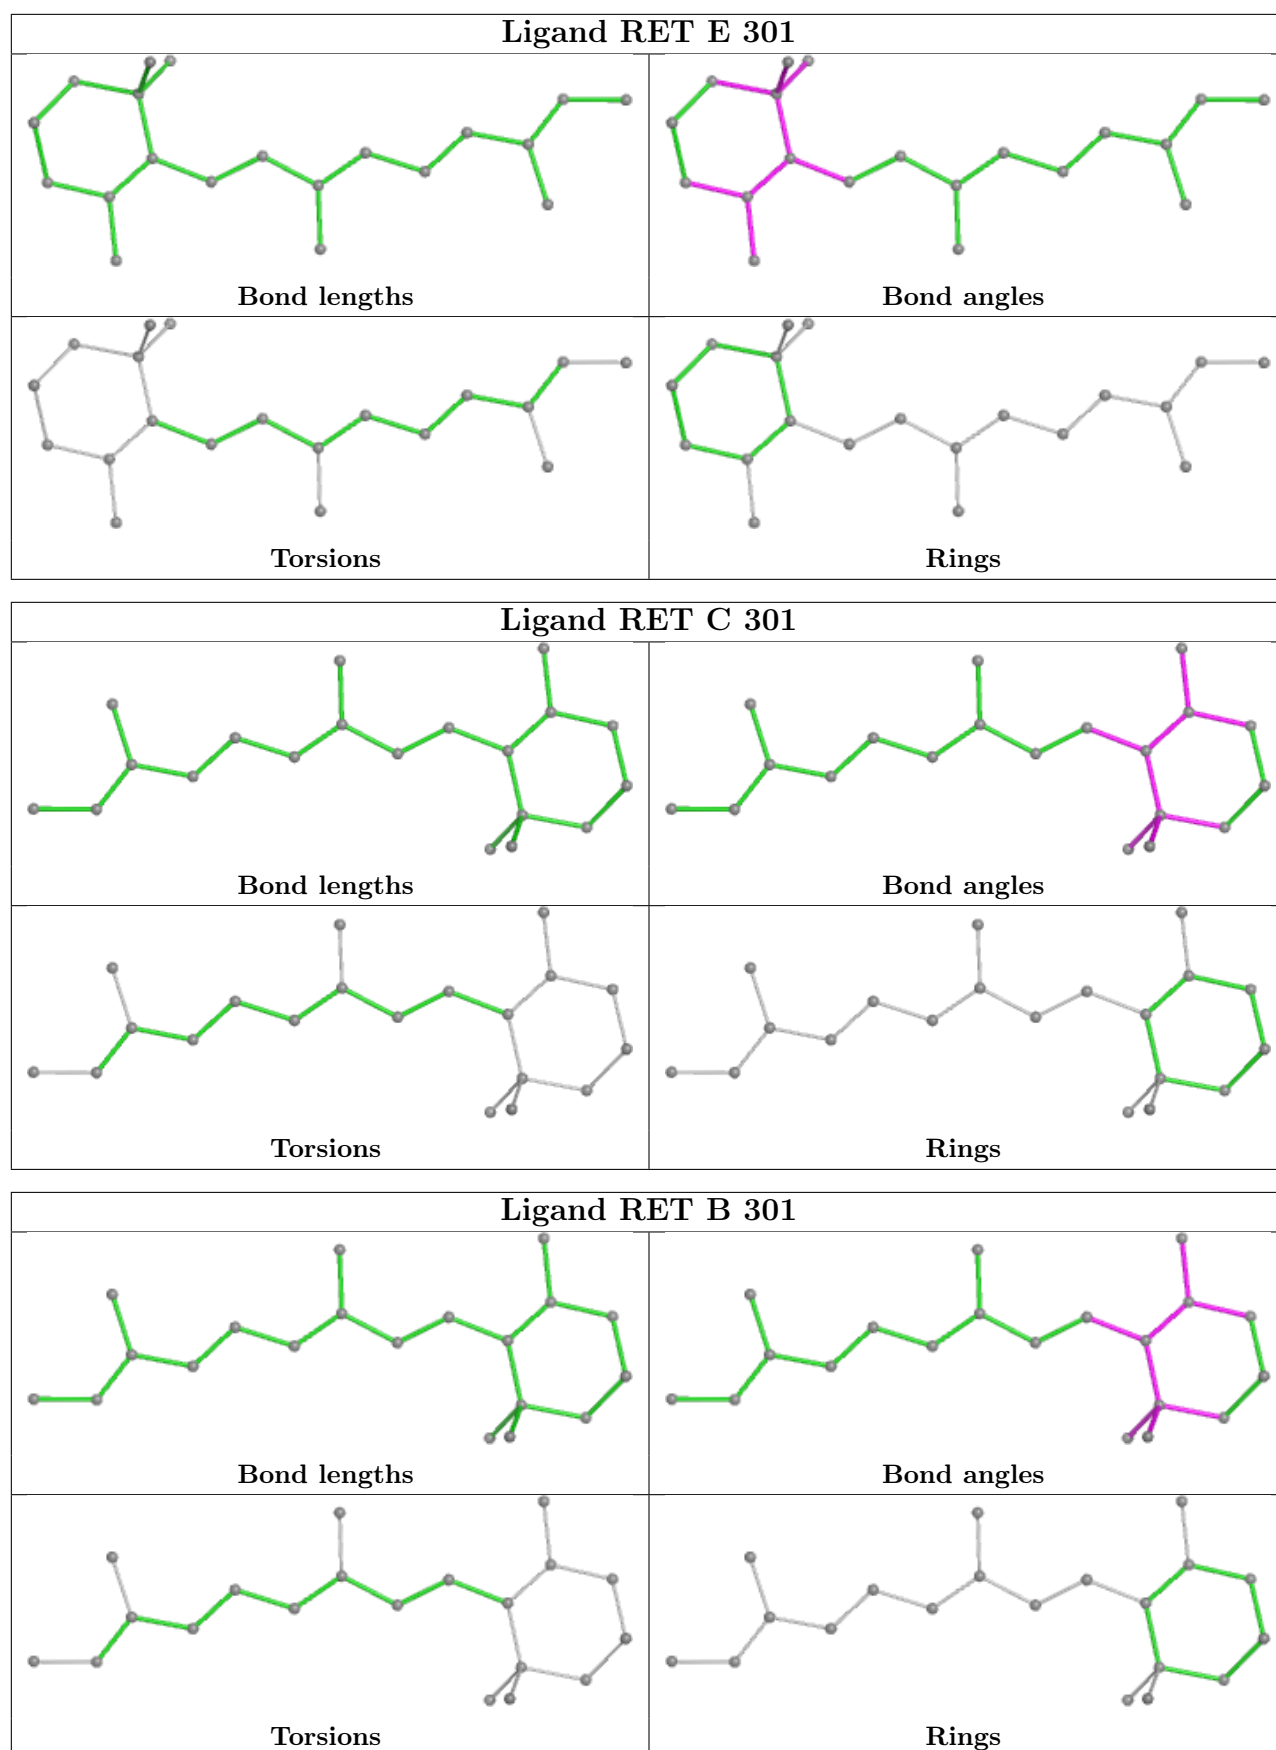 Ligand RET E 301
Bond lengths
Bond angles
Torsions
Rings
Ligand RET C 301
Bond lengths
Bond angles
Torsions
Rings
Ligand RET B 301
Bond lengths
Bond angles
Torsions
Rings